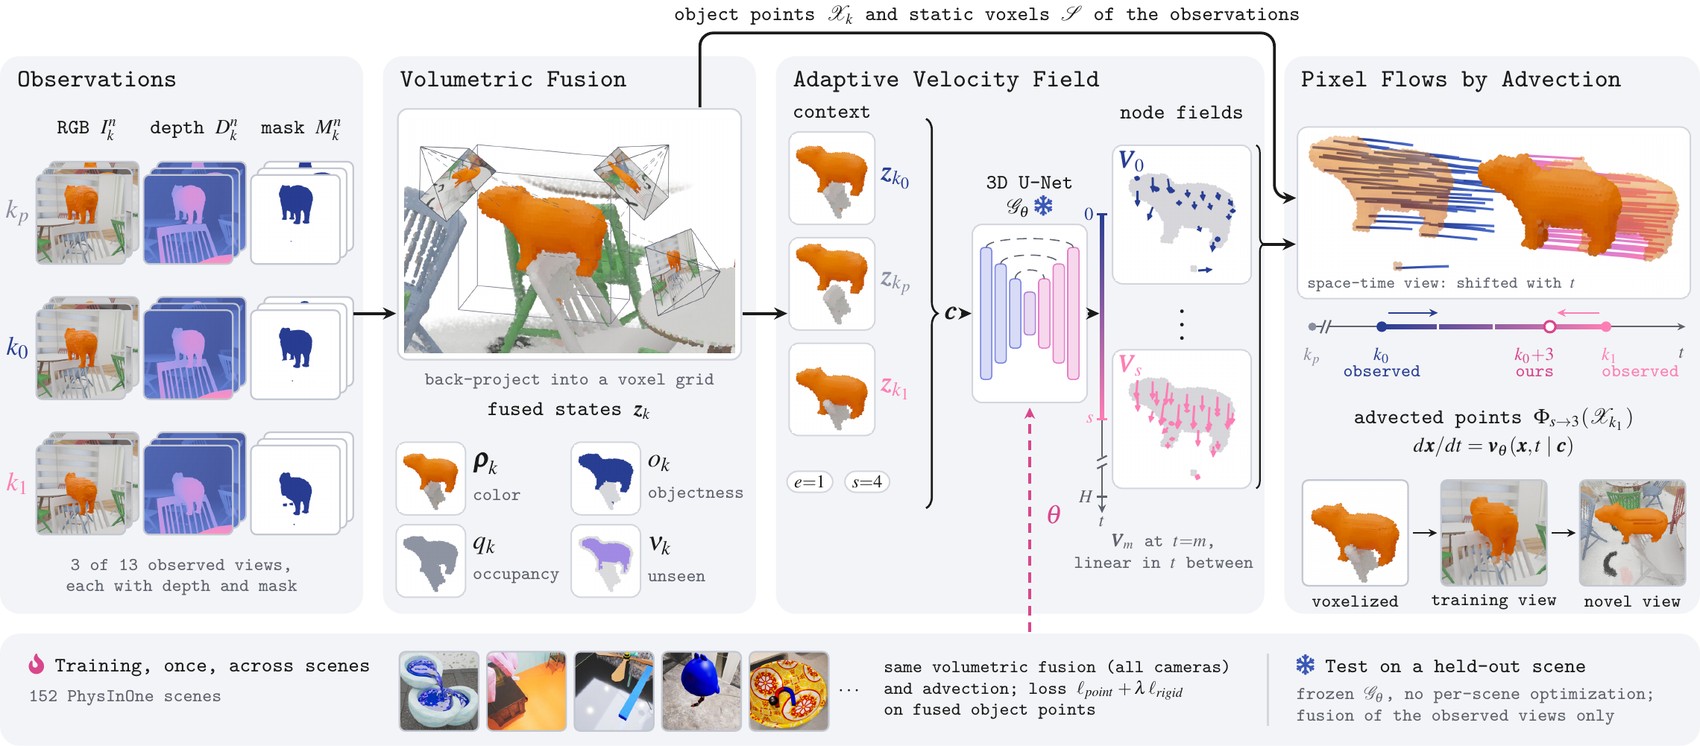 object points 𝒳k and static voxels 𝒮 of the observations
Observations
RGB I_k^n depth D_k^n mask M_k^n
kp
k0
k1
3 of 13 observed views,
each with depth and mask
Volumetric Fusion
back-project into a voxel grid
fused states zk
ρk
color
ok
objectness
qk
occupancy
νk
unseen
Adaptive Velocity Field
context
zk0
zkp
zk1
e=1 s=4
c
3D U-Net
𝒢θ
θ
node fields
0
s
H
t
V0
⋮
Vs
Vm at t=m,
linear in t between
Pixel Flows by Advection
space-time view: shifted with t
kp k0 k0+3 k1 t
observed ours observed
advected points Φs→3(𝒳k1)
dx/dt = vθ(x,t | c)
voxelized training view novel view
Training, once, across scenes
152 PhysInOne scenes
...
same volumetric fusion (all cameras)
and advection; loss ℓpoint + λ ℓrigid
on fused object points
Test on a held-out scene
frozen 𝒢θ, no per-scene optimization;
fusion of the observed views only